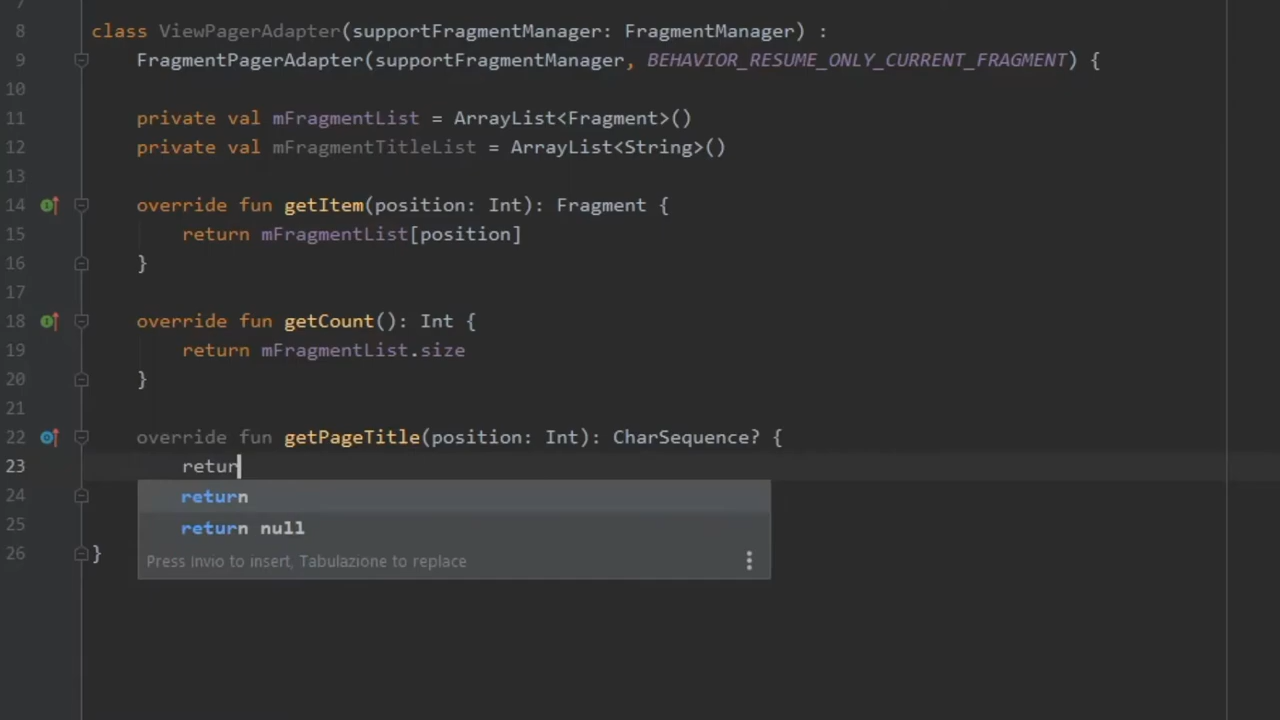 7
8 class ViewPagerAdapter(supportFragmentManager: FragmentManager) :
9 FragmentPagerAdapter(supportFragmentManager, BEHAVIOR_RESUME_ONLY_CURRENT_FRAGMENT) {
10
11 private val mFragmentList = ArrayList<Fragment>()
12 private val mFragmentTitleList = ArrayList<String>()
13
14 override fun getItem(position: Int): Fragment {
15 return mFragmentList[position]
16 }
17
18 override fun getCount(): Int {
19 return mFragmentList.size
20 }
21
22 override fun getPageTitle(position: Int): CharSequence? {
23 retur
24 return
25 return null
Press Invio to insert, Tabulazione to replace
26 }